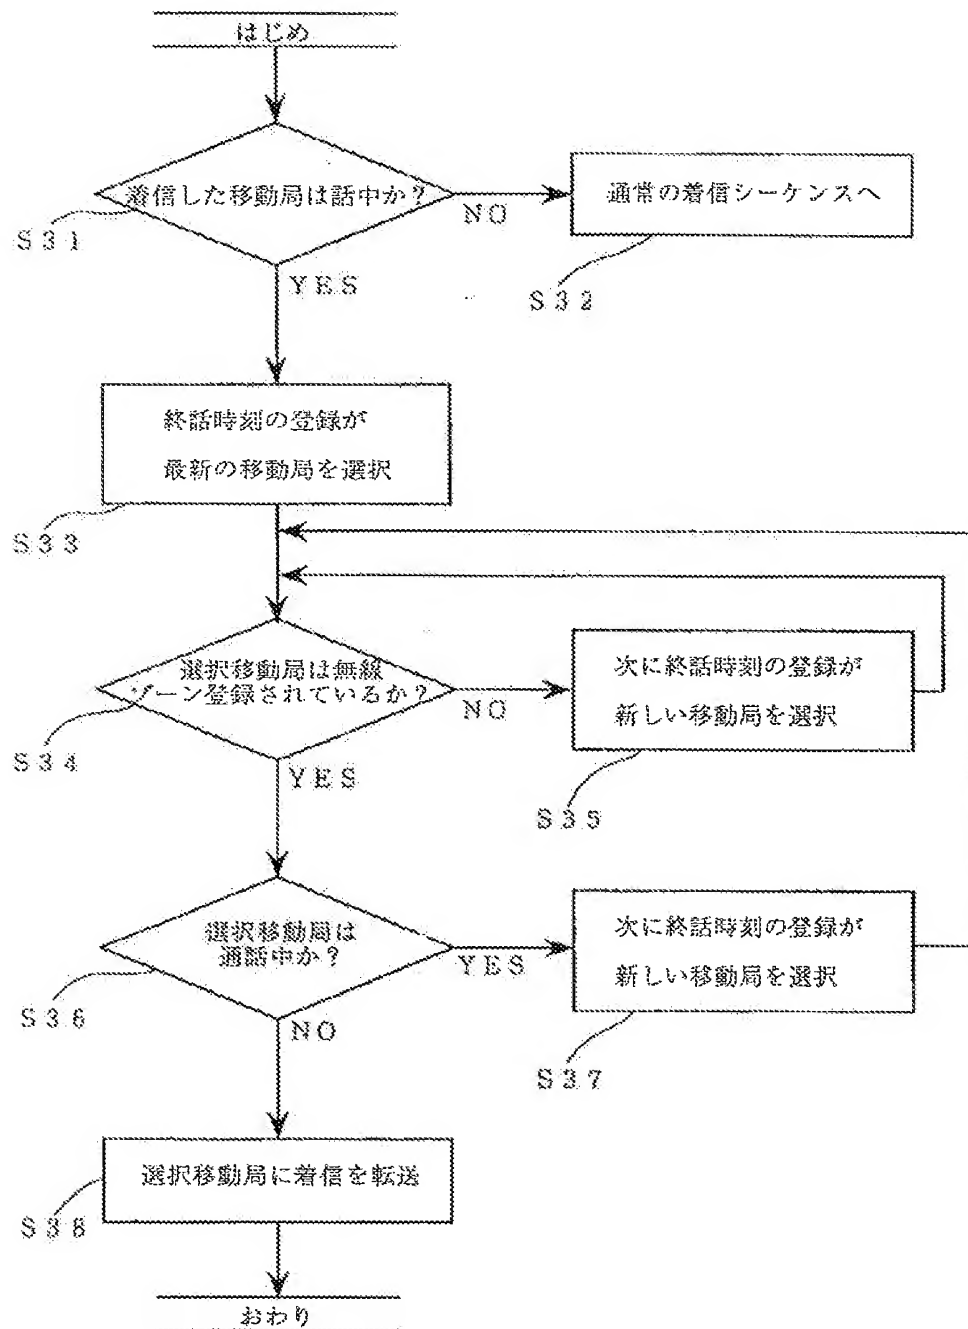 はじめ
着信した移動局は話中か？
NO
通常の着信シーケンスへ
S31
YES
S32
終話時刻の登録が
最新の移動局を選択
S33
選択移動局は無線
ゾーン登録されているか？
NO
次に終話時刻の登録が
新しい移動局を選択
S34
YES
S35
選択移動局は
通話中か？
YES
次に終話時刻の登録が
新しい移動局を選択
S36
NO
S37
選択移動局に着信を転送
S38
おわり